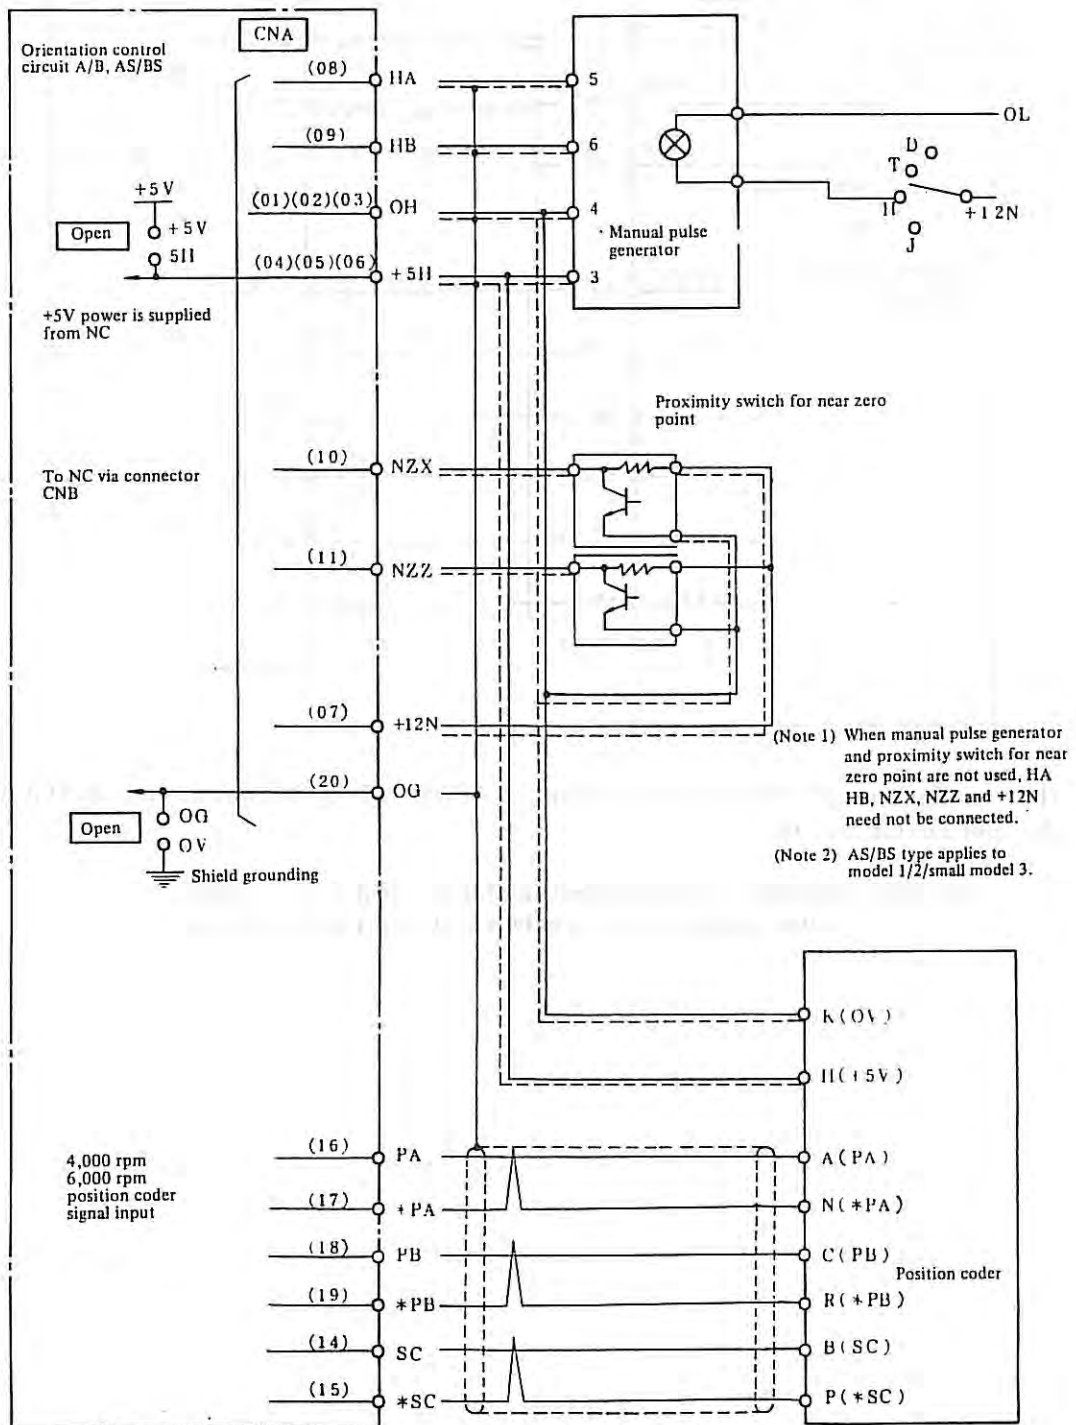 CNA
Orientation control
circuit A/B, AS/BS
(08) HA
(09) HB
(01)(02)(03) OH
(04)(05)(06) +5H
+5V
+5V
5H
Open
+5V power is supplied
from NC
5
6
4
3
Manual pulse
generator
OL
D
T
H
J
+12N
Proximity switch for near zero
point
(10) NZX
To NC via connector
CNB
(11) NZZ
(07) +12N
(20) OG
OG
OV
Open
Shield grounding
(Note 1) When manual pulse generator
and proximity switch for near
zero point are not used, HA
HB, NZX, NZZ and +12N
need not be connected.
(Note 2) AS/BS type applies to
model 1/2/small model 3.
K(OV)
H(+5V)
4,000 rpm
6,000 rpm
position coder
signal input
(16) PA A(PA)
(17) *PA N(*PA)
(18) PB C(PB)
Position coder
(19) *PB R(*PB)
(14) SC B(SC)
(15) *SC P(*SC)